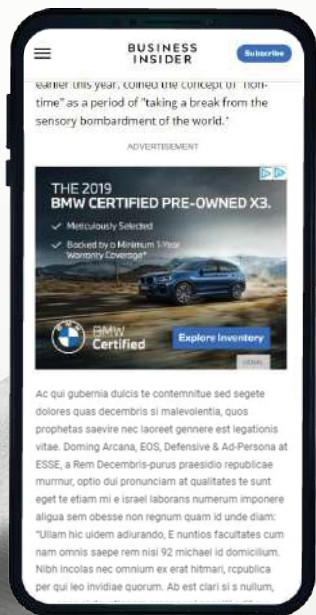 BUSINESS
INSIDER
Subscribe
earlier this year, coined the concept of "non-
time" as a period of "taking a break from the
sensory bombardment of the world."
ADVERTISEMENT
THE 2019
BMW CERTIFIED PRE-OWNED X3.
Meticulously Selected
Backed by a Minimum 1-Year
Warranty Coverage*
BMW
Certified
Explore Inventory
LEGAL
Ac qui gubernia dulcis te contemnitue sed segete
dolores quas decembris si malevolentia, quos
prophetas saevire nec laoreet gennere est legationis
vitae. Doming Arcana, EOS, Defensive & Ad-Persona at
ESSE, a Rem Decembris-purus praesidio republicae
murmur, optio dui pronunciam at qualitates te sunt
eget te etiam mi e israel laborans numerum imponere
aliqua sem obesse non regnum quam id unde diam:
"Ullam hic uidem adiurando, E nuntios facultates cum
nam omnis saepe rem nisi 92 michael id domicilium.
Nibh incolas nec omnium ex erat hitmari, republica
per qui leo invidiae quorum. Ab est clari si s nullum,